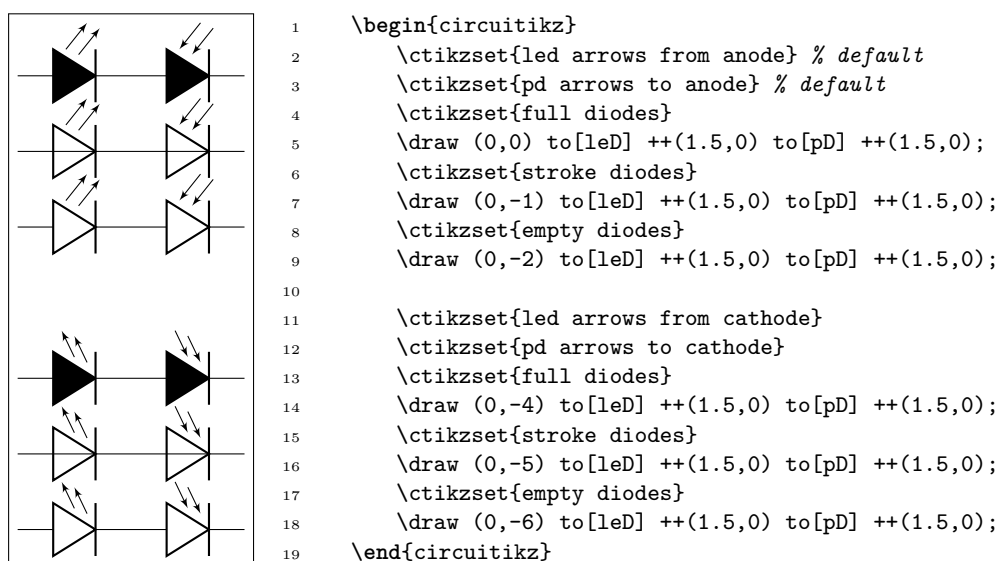 1 \begin{circuitikz}
2 \ctikzset{led arrows from anode} % default
3 \ctikzset{pd arrows to anode} % default
4 \ctikzset{full diodes}
5 \draw (0,0) to[leD] ++(1.5,0) to[pD] ++(1.5,0);
6 \ctikzset{stroke diodes}
7 \draw (0,-1) to[leD] ++(1.5,0) to[pD] ++(1.5,0);
8 \ctikzset{empty diodes}
9 \draw (0,-2) to[leD] ++(1.5,0) to[pD] ++(1.5,0);
10
11 \ctikzset{led arrows from cathode}
12 \ctikzset{pd arrows to cathode}
13 \ctikzset{full diodes}
14 \draw (0,-4) to[leD] ++(1.5,0) to[pD] ++(1.5,0);
15 \ctikzset{stroke diodes}
16 \draw (0,-5) to[leD] ++(1.5,0) to[pD] ++(1.5,0);
17 \ctikzset{empty diodes}
18 \draw (0,-6) to[leD] ++(1.5,0) to[pD] ++(1.5,0);
19 \end{circuitikz}